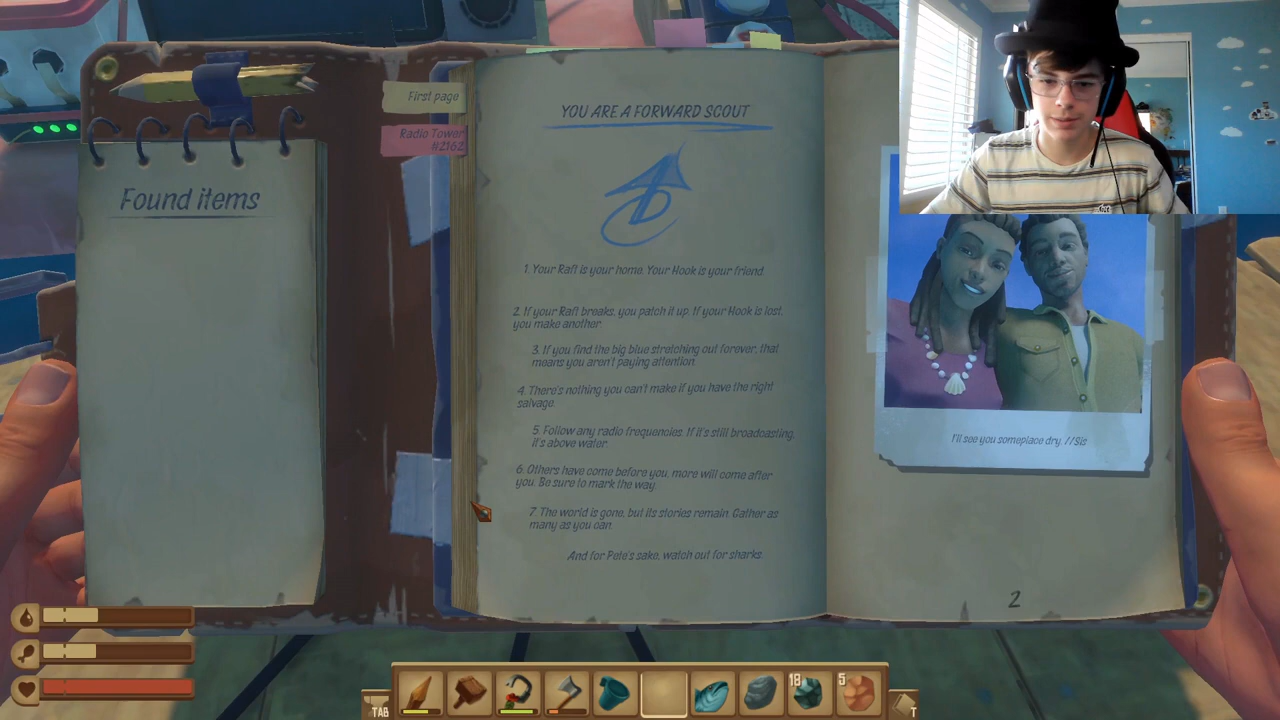 First page
Radio Tower
#2162
Found items
YOU ARE A FORWARD SCOUT
1. Your Raft is your home. Your Hook is your friend.
2. If your Raft breaks, you patch it up. If your Hook is lost,
you make another.
3. If you find the big blue stretching out forever, that
means you aren't paying attention.
4. There's nothing you can't make if you have the right
salvage.
5. Follow any radio frequencies. If it's still broadcasting,
it's above water.
6. Others have come before you, more will come after
you. Be sure to mark the way.
7. The world is gone, but its stories remain. Gather as
many as you can.
And for Pete's sake, watch out for sharks.
I'll see you someplace dry. //Sis
2
TAB
18
5
T